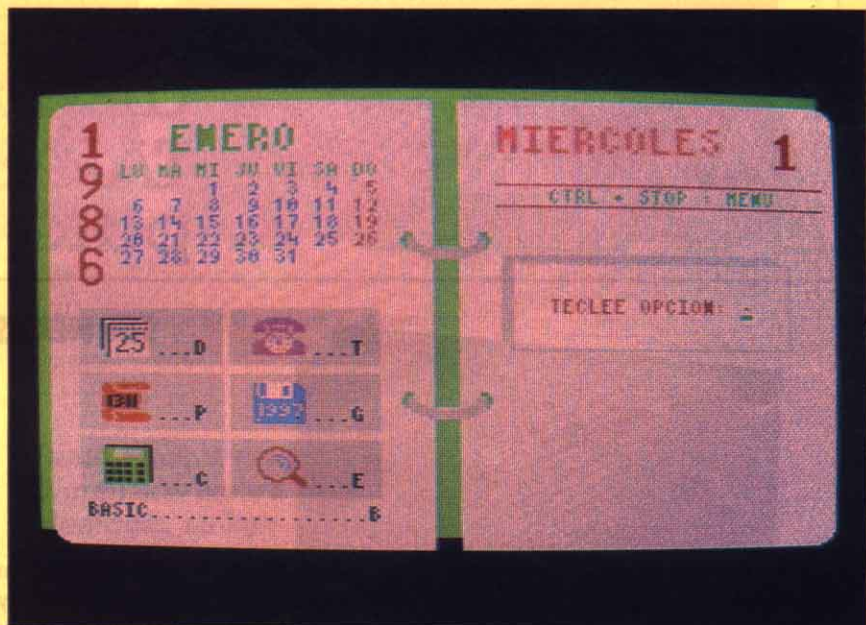 1986
ENERO
LU MA MI JU VI SA DO
1 2 3 4 5
6 7 8 9 10 11 12
13 14 15 16 17 18 19
20 21 22 23 24 25 26
27 28 29 30 31
25 ...D
...T
...P
...G
...C
...E
BASIC..................B
MIERCOLES 1
CTRL + STOP : MENU
TECLEE OPCION: _